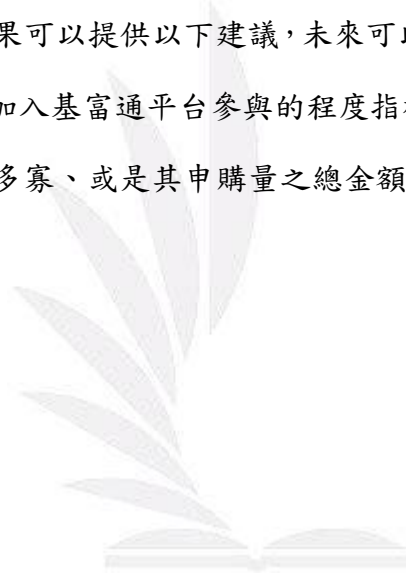 果可以提供以下建議，未來可以
加入基富通平台參與的程度指
多寡、或是其申購量之總金額